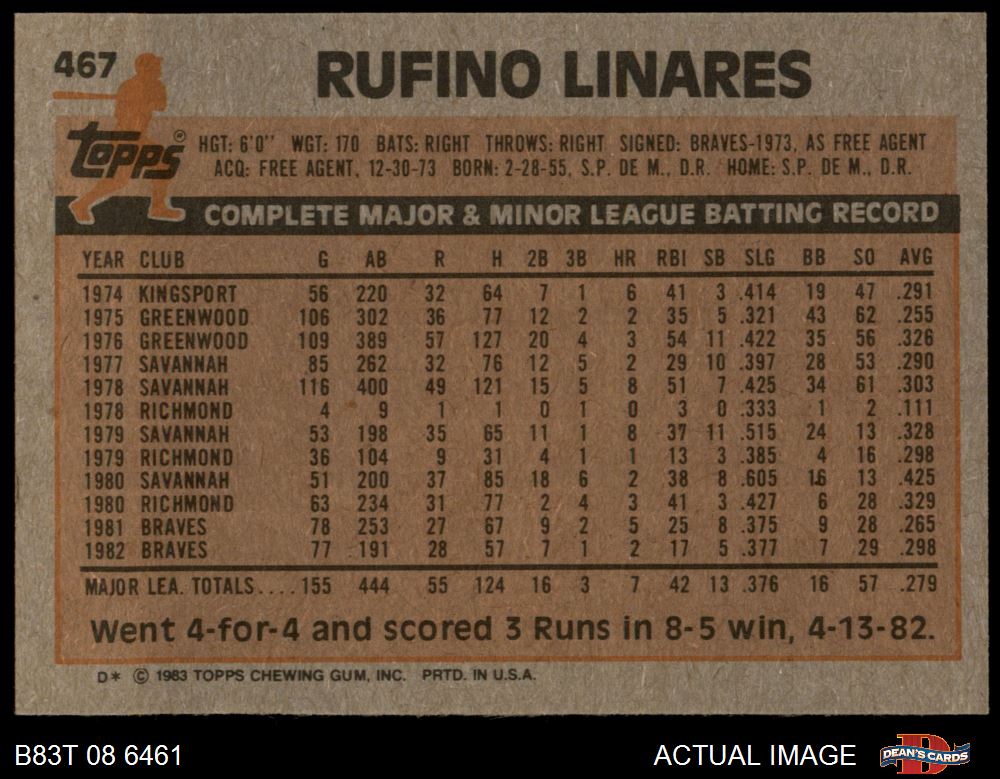 467
RUFINO LINARES
topps®
HGT: 6'0" WGT: 170 BATS: RIGHT THROWS: RIGHT SIGNED: BRAVES-1973, AS FREE AGENT
ACQ: FREE AGENT, 12-30-73 BORN: 2-28-55, S.P. DE M., D.R. HOME: S.P. DE M., D.R.
COMPLETE MAJOR & MINOR LEAGUE BATTING RECORD
YEAR CLUB G AB R H 2B 3B HR RBI SB SLG BB SO AVG
1974 KINGSPORT 56 220 32 64 7 1 6 41 3 .414 19 47 .291
1975 GREENWOOD 106 302 36 77 12 2 2 35 5 .321 43 62 .255
1976 GREENWOOD 109 389 57 127 20 4 3 54 11 .422 35 56 .326
1977 SAVANNAH 85 262 32 76 12 5 2 29 10 .397 28 53 .290
1978 SAVANNAH 116 400 49 121 15 5 8 51 7 .425 34 61 .303
1978 RICHMOND 4 9 1 1 0 1 0 3 0 .333 1 2 .111
1979 SAVANNAH 53 198 35 65 11 1 8 37 11 .515 24 13 .328
1979 RICHMOND 36 104 9 31 4 1 1 13 3 .385 4 16 .298
1980 SAVANNAH 51 200 37 85 18 6 2 38 8 .605 16 13 .425
1980 RICHMOND 63 234 31 77 2 4 3 41 3 .427 6 28 .329
1981 BRAVES 78 253 27 67 9 2 5 25 8 .375 9 28 .265
1982 BRAVES 77 191 28 57 7 1 2 17 5 .377 7 29 .298
MAJOR LEA. TOTALS.... 155 444 55 124 16 3 7 42 13 .376 16 57 .279
Went 4-for-4 and scored 3 Runs in 8-5 win, 4-13-82.
D* © 1983 TOPPS CHEWING GUM, INC. PRTD. IN U.S.A.
B83T 08 6461 ACTUAL IMAGE DEAN'S CARDS